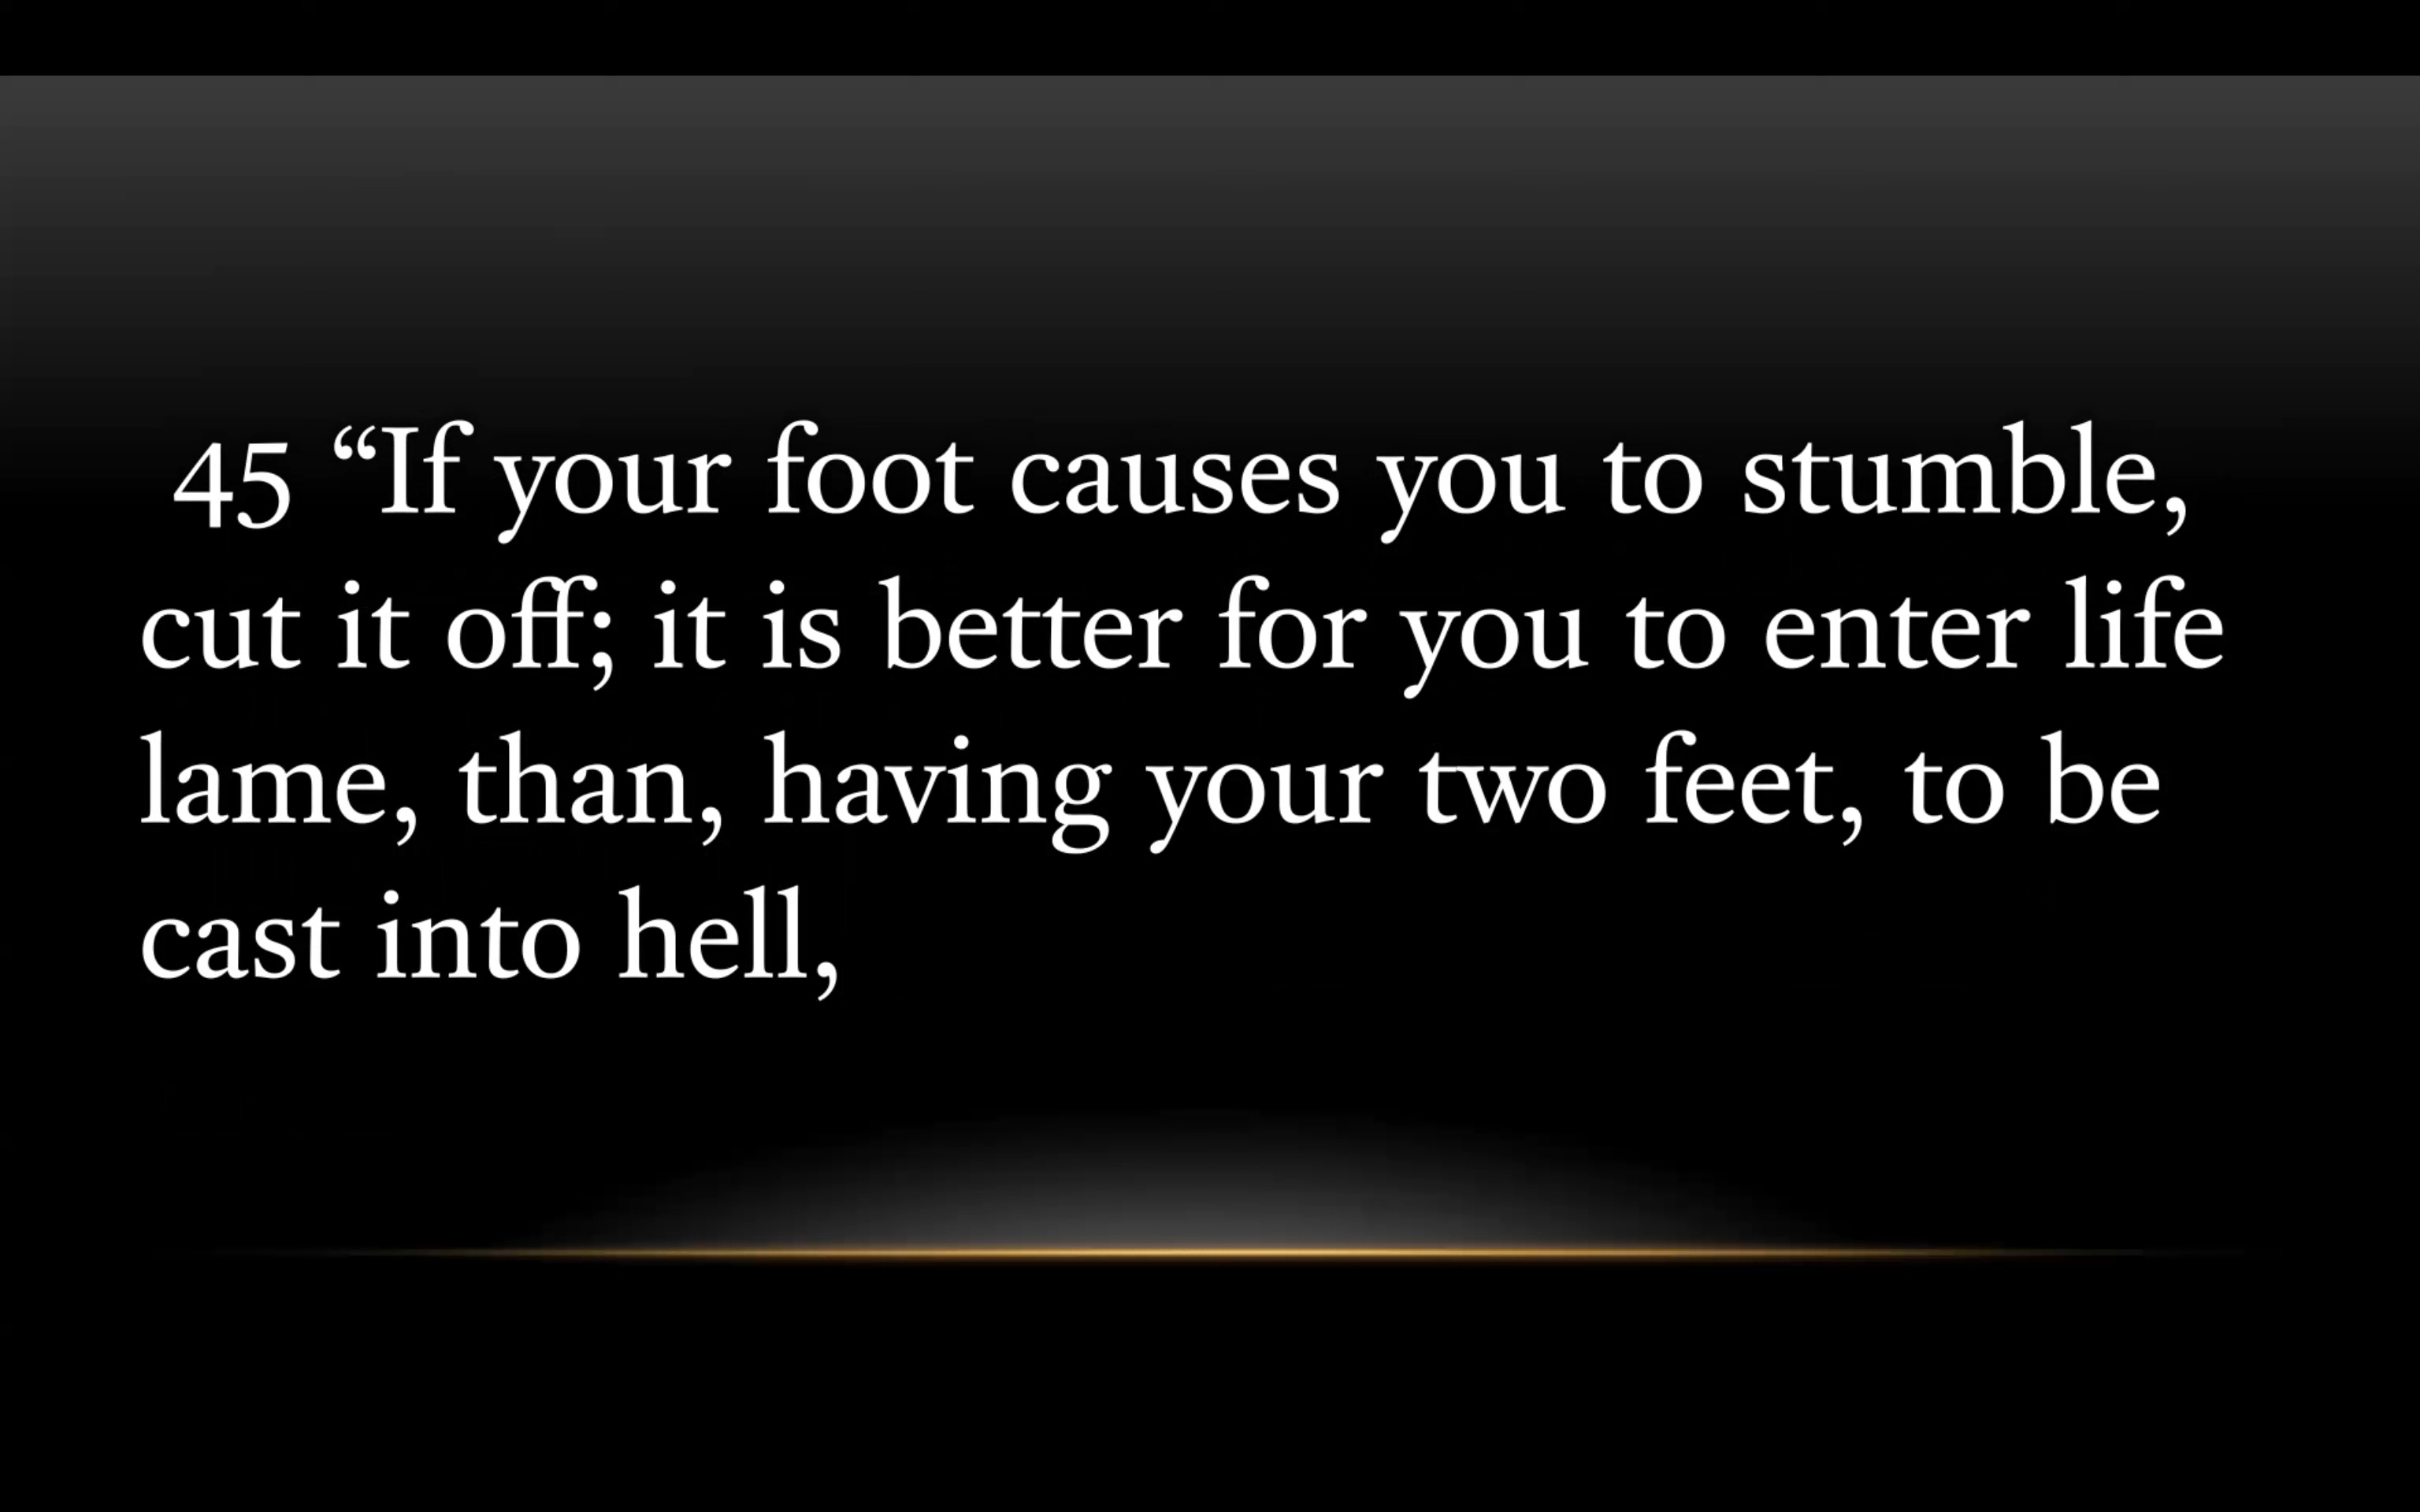 45 “If your foot causes you to stumble,
cut it off; it is better for you to enter life
lame, than, having your two feet, to be
cast into hell,